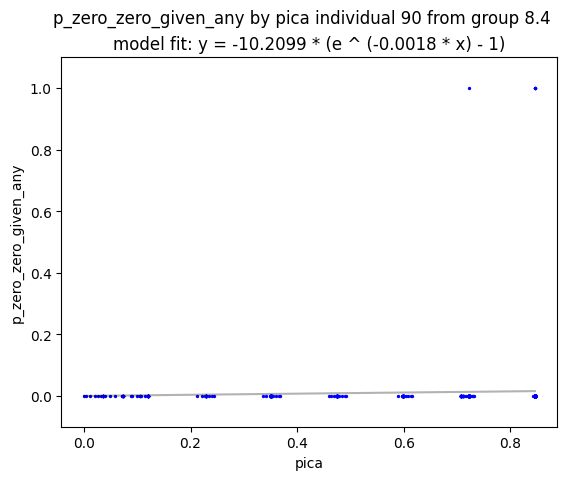 p_zero_zero_given_any by pica individual 90 from group 8.4
model fit: y = -10.2099 * (e ^ (-0.0018 * x) - 1)
p_zero_zero_given_any
1.0
0.8
0.6
0.4
0.2
0.0
0.0 0.2 0.4 0.6 0.8
pica